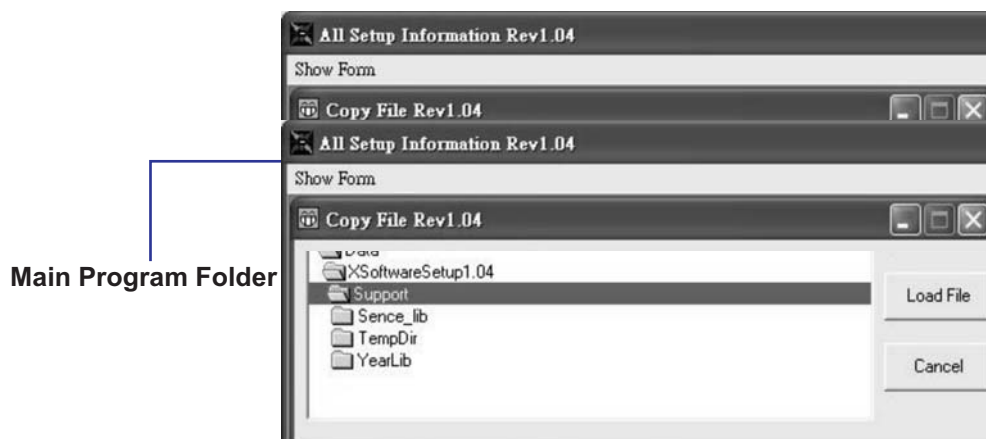 All Setup Information Rev1.04
Show Form
Copy File Rev1.04
All Setup Information Rev1.04
Show Form
Copy File Rev1.04
Data
XSoftwareSetup1.04
Support
Sence_lib
TempDir
YearLib
Load File
Cancel
Main Program Folder